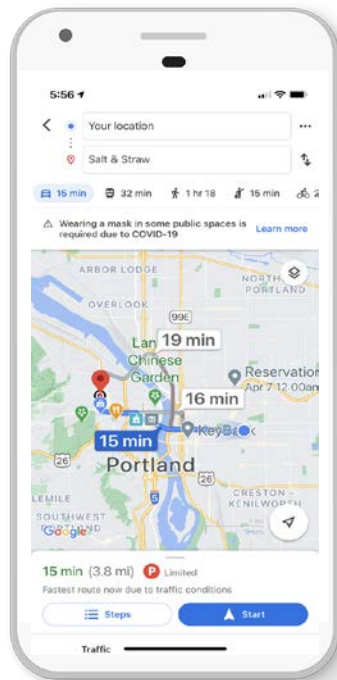 5:56
Your location
Salt & Straw
15 min
32 min
1 hr 18
15 min
Wearing a mask in some public spaces is
required due to COVID-19
Learn more
ARBOR LODGE
OVERLOOK
NORTH
PORTLAND
99E
19 min
Lan
Chinese
Garden
Reservation
Apr 7 12:00am
16 min
15 min
KeyBank
Portland
26
26
5
CRESTON -
KENILWORTH
SOUTHWEST
PORTLAND
Google
15 min (3.8 mi) P Limited
Fastest route now due to traffic conditions
Steps
Start
Traffic